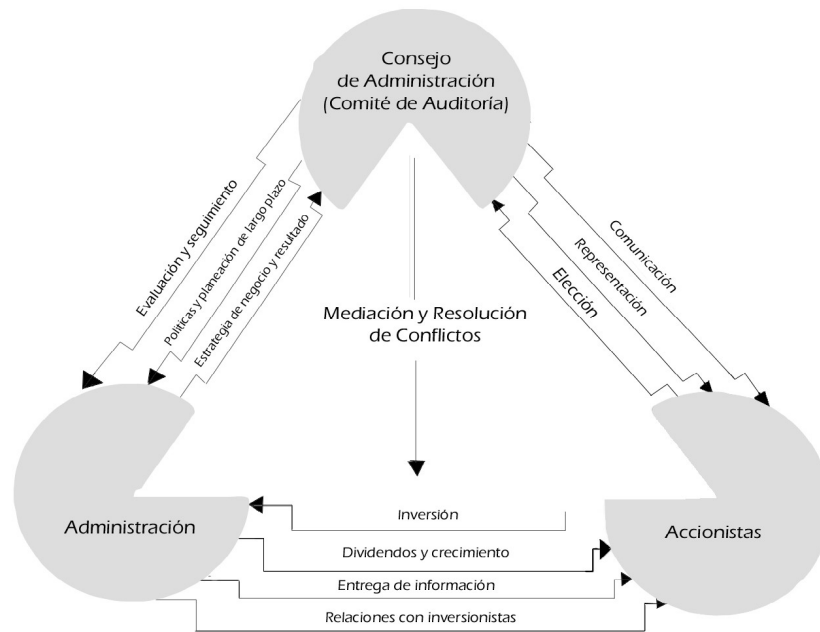 Consejo
de Administración
(Comité de Auditoría)
Evaluación y seguimiento
Políticas y planeación de largo plazo
Estrategia de negocio y resultado
Comunicación
Representación
Elección
Mediación y Resolución
de Conflictos
Administración
Accionistas
Inversión
Dividendos y crecimiento
Entrega de información
Relaciones con inversionistas